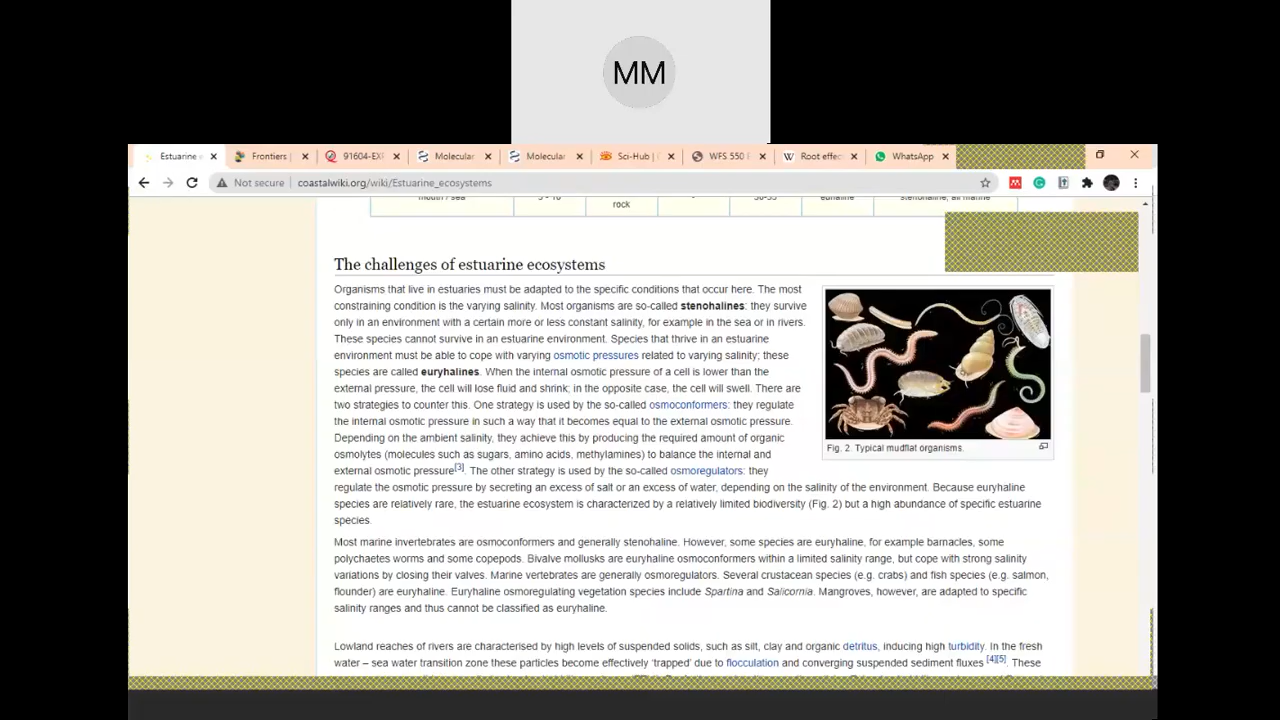 MM
Estuarine e
Frontiers |
91604-EX
Molecular
Molecular
Sci-Hub |
WFS 550
Root effec
WhatsApp
Not secure
coastalwiki.org/wiki/Estuarine_ecosystems
mouth / sea
5 - 10
rock
-
30-35
euhaline
stenohaline, all marine
The challenges of estuarine ecosystems
Organisms that live in estuaries must be adapted to the specific conditions that occur here. The most
constraining condition is the varying salinity. Most organisms are so-called stenohalines: they survive
only in an environment with a certain more or less constant salinity, for example in the sea or in rivers.
These species cannot survive in an estuarine environment. Species that thrive in an estuarine
environment must be able to cope with varying osmotic pressures related to varying salinity; these
species are called euryhalines. When the internal osmotic pressure of a cell is lower than the
external pressure, the cell will lose fluid and shrink; in the opposite case, the cell will swell. There are
two strategies to counter this. One strategy is used by the so-called osmoconformers: they regulate
the internal osmotic pressure in such a way that it becomes equal to the external osmotic pressure.
Depending on the ambient salinity, they achieve this by producing the required amount of organic
osmolytes (molecules such as sugars, amino acids, methylamines) to balance the internal and
external osmotic pressure[3]. The other strategy is used by the so-called osmoregulators: they
regulate the osmotic pressure by secreting an excess of salt or an excess of water, depending on the salinity of the environment. Because euryhaline
species are relatively rare, the estuarine ecosystem is characterized by a relatively limited biodiversity (Fig. 2) but a high abundance of specific estuarine
species.
Fig. 2. Typical mudflat organisms.
Most marine invertebrates are osmoconformers and generally stenohaline. However, some species are euryhaline, for example barnacles, some
polychaetes worms and some copepods. Bivalve mollusks are euryhaline osmoconformers within a limited salinity range, but cope with strong salinity
variations by closing their valves. Marine vertebrates are generally osmoregulators. Several crustacean species (e.g. crabs) and fish species (e.g. salmon,
flounder) are euryhaline. Euryhaline osmoregulating vegetation species include Spartina and Salicornia. Mangroves, however, are adapted to specific
salinity ranges and thus cannot be classified as euryhaline.
Lowland reaches of rivers are characterised by high levels of suspended solids, such as silt, clay and organic detritus, inducing high turbidity. In the fresh
water – sea water transition zone these particles become effectively 'trapped' due to flocculation and converging suspended sediment fluxes [4][5]. These